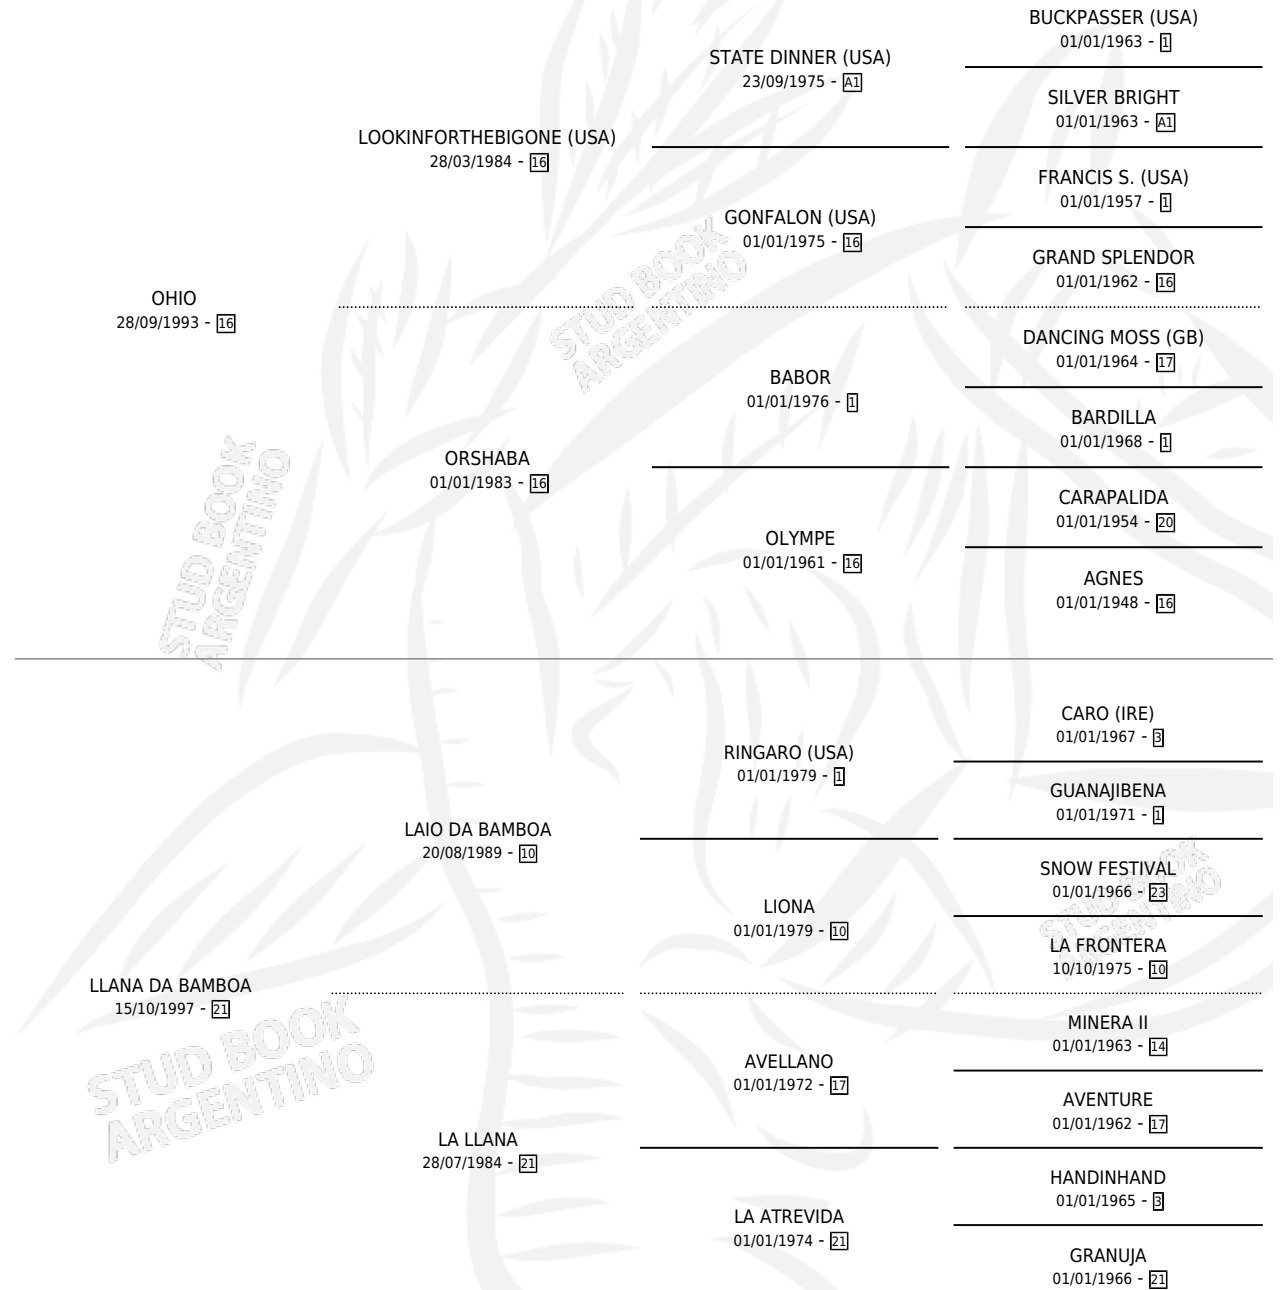 BUCKPASSER (USA)
01/01/1963 - 1
STATE DINNER (USA)
23/09/1975 - A1
SILVER BRIGHT
01/01/1963 - A1
LOOKINFORTHEBIGONE (USA)
28/03/1984 - 16
FRANCIS S. (USA)
01/01/1957 - 1
GONFALON (USA)
01/01/1975 - 16
GRAND SPLENDOR
01/01/1962 - 16
OHIO
28/09/1993 - 16
STUD BOOK
ARGENTINO
DANCING MOSS (GB)
01/01/1964 - 17
BABOR
01/01/1976 - 1
BARDILLA
01/01/1968 - 1
ORSHABA
01/01/1983 - 16
CARAPALIDA
01/01/1954 - 20
OLYMPE
01/01/1961 - 16
AGNES
01/01/1948 - 16
STUD BOOK
ARGENTINO
CARO (IRE)
01/01/1967 - 3
RINGARO (USA)
01/01/1979 - 1
GUANAJIBENA
01/01/1971 - 1
LAIO DA BAMBOA
20/08/1989 - 10
SNOW FESTIVAL
01/01/1966 - 23
LIONA
01/01/1979 - 10
STUD BOOK
ARGENTINO
LA FRONTERA
10/10/1975 - 10
LLANA DA BAMBOA
15/10/1997 - 21
MINERA II
01/01/1963 - 14
STUD BOOK
ARGENTINO
AVELLANO
01/01/1972 - 17
AVENTURE
01/01/1962 - 17
LA LLANA
28/07/1984 - 21
HANDINHAND
01/01/1965 - 3
LA ATREVIDA
01/01/1974 - 21
GRANUJA
01/01/1966 - 21